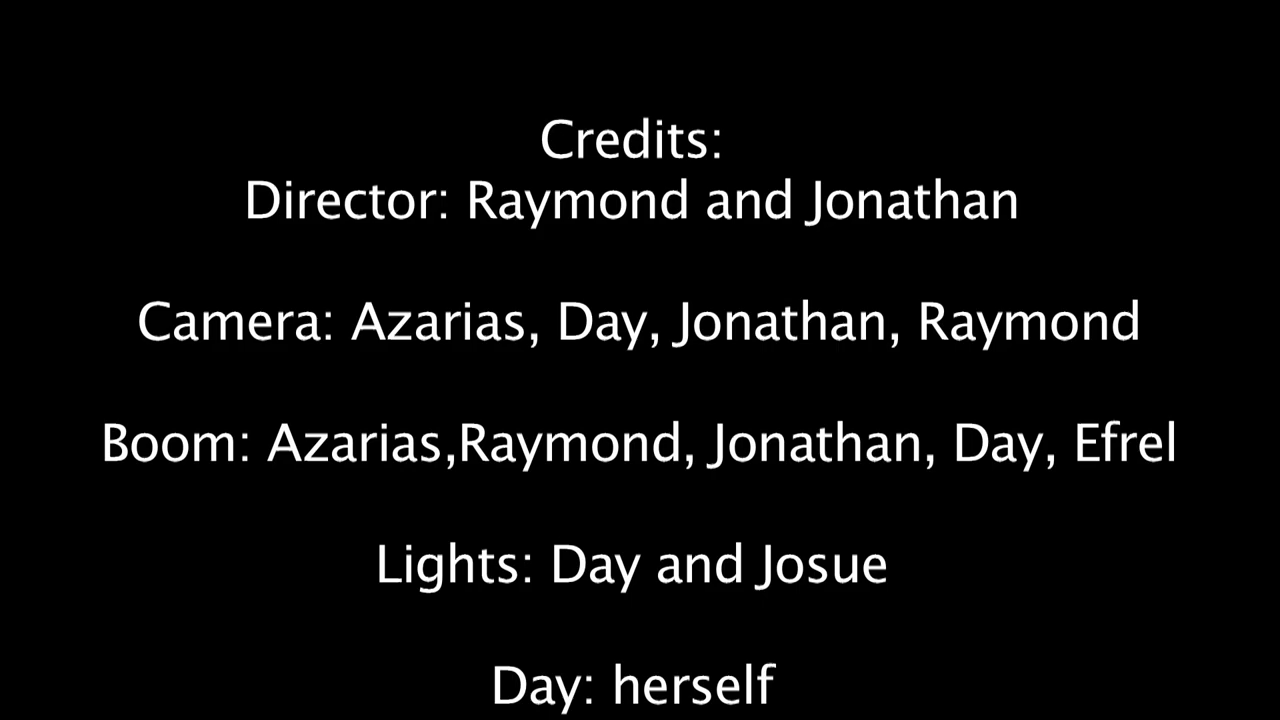 Credits:
Director: Raymond and Jonathan
Camera: Azarias, Day, Jonathan, Raymond
Boom: Azarias,Raymond, Jonathan, Day, Efrel
Lights: Day and Josue
Day: herself